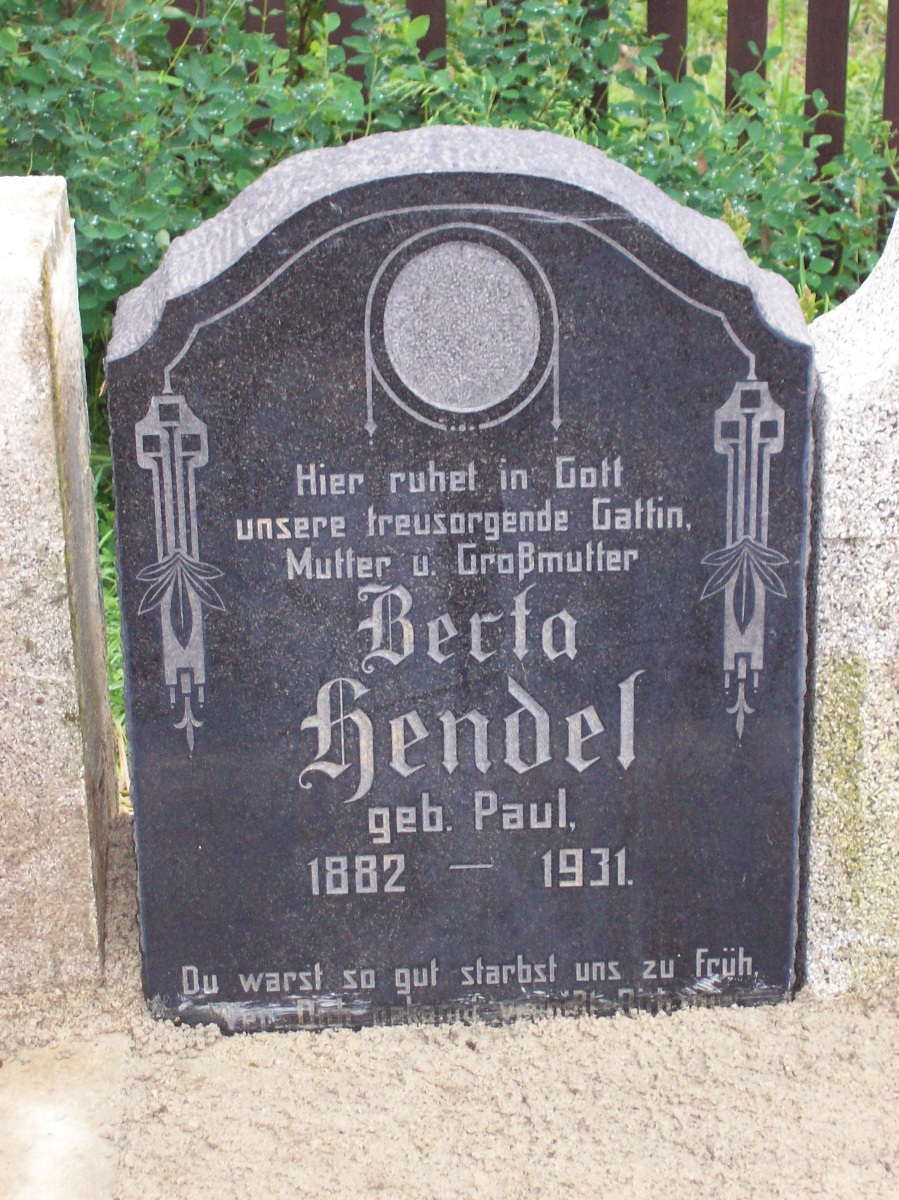 Hier ruhet in Gott
unsere treusorgende Gattin,
Mutter u. Großmutter
Berta
Hendel
geb. Paul,
1882 — 1931.
Du warst so gut starbst uns zu früh,
Dich